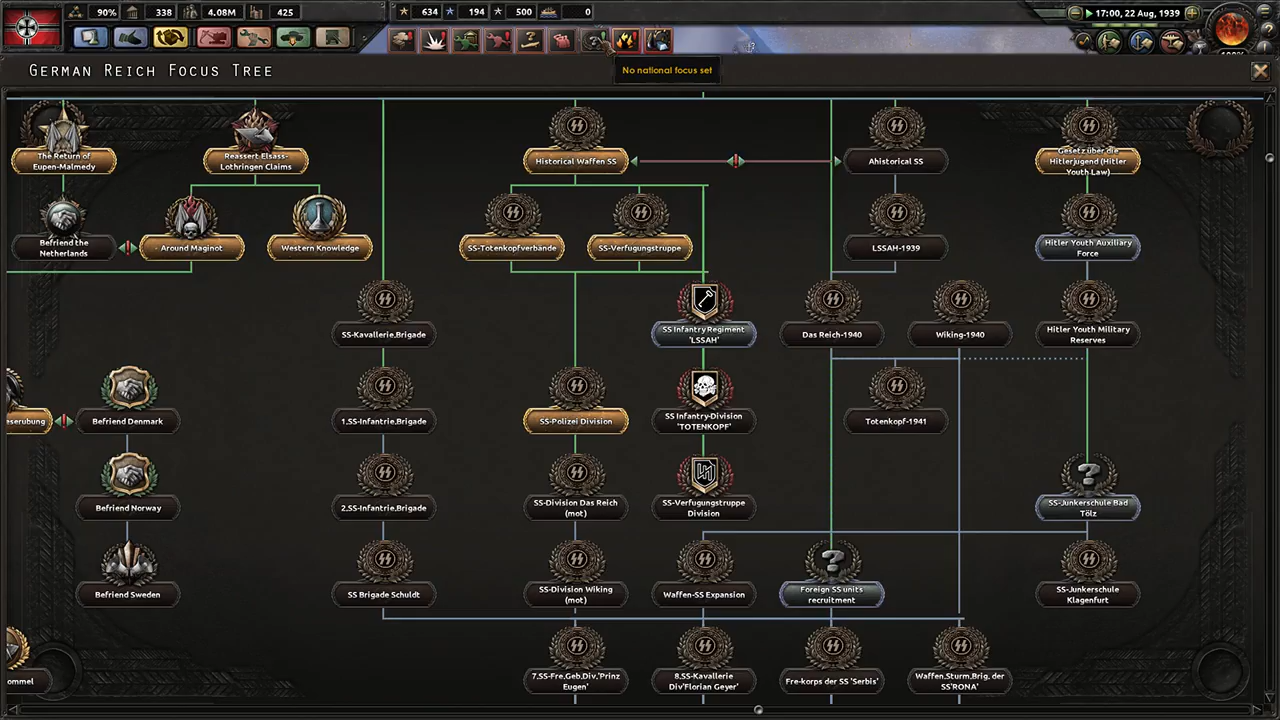 90% 338 4.08M 425 634 194 500 0 17:00, 22 Aug, 1939
German Reich Focus Tree
No national focus set
The Return of
Eupen-Malmedy
Reassert Elsass-
Lothringen Claims
Historical Waffen SS
Ahistorical SS
Gesetz über die
Hitlerjugend (Hitler
Youth Law)
Befriend the
Netherlands
Around Maginot
Western Knowledge
SS-Totenkopfverbände
SS-Verfugungstruppe
LSSAH-1939
Hitler Youth Auxiliary
Force
SS-Kavallerie,Brigade
SS Infantry Regiment
'LSSAH'
Das Reich-1940
Wiking-1940
Hitler Youth Military
Reserves
eserubung
Befriend Denmark
1.SS-Infantrie,Brigade
SS-Polizei Division
SS Infantry-Division
'TOTENKOPF'
Totenkopf-1941
Befriend Norway
2.SS-Infantrie,Brigade
SS-Division Das Reich
(mot)
SS-Verfugungstruppe
Division
SS-Junkerschule Bad
Tölz
Befriend Sweden
SS Brigade Schuldt
SS-Division Wiking
(mot)
Waffen-SS Expansion
Foreign SS units
recruitment
SS-Junkerschule
Klagenfurt
ommel
7.SS-Fre,Geb,Div,'Prinz
Eugen'
8.SS-Kavallerie
Div'Florian Geyer'
Fre-korps der SS 'Serbis'
Waffen,Sturm,Brig, der
SS'RONA'